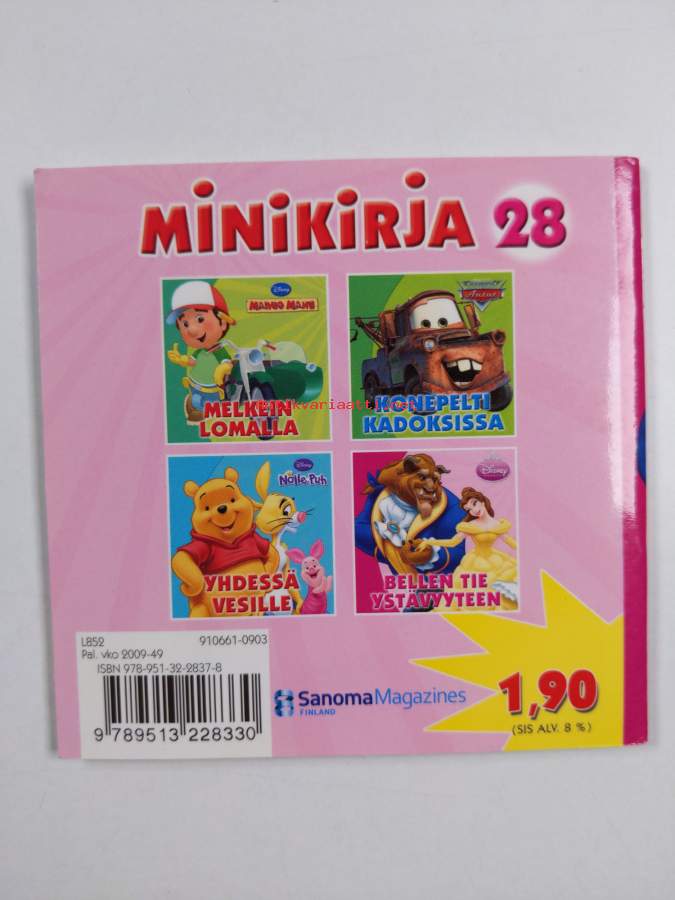 MINIKIRJA 28
Disney
MANNY MANI
MELKEIN
LOMALLA
Autot
KONEPELTI
KADOKSISSA
Disney
Nalle Puh
YHDESSÄ
VESILLE
Disney
BELLEN TIE
YSTÄVYYTEEN
L852 910661-0903
Pal. vko 2009-49
ISBN 978-951-32-2837-8
9 789513 228330
SanomaMagazines
FINLAND
1,90
(SIS ALV. 8 %)